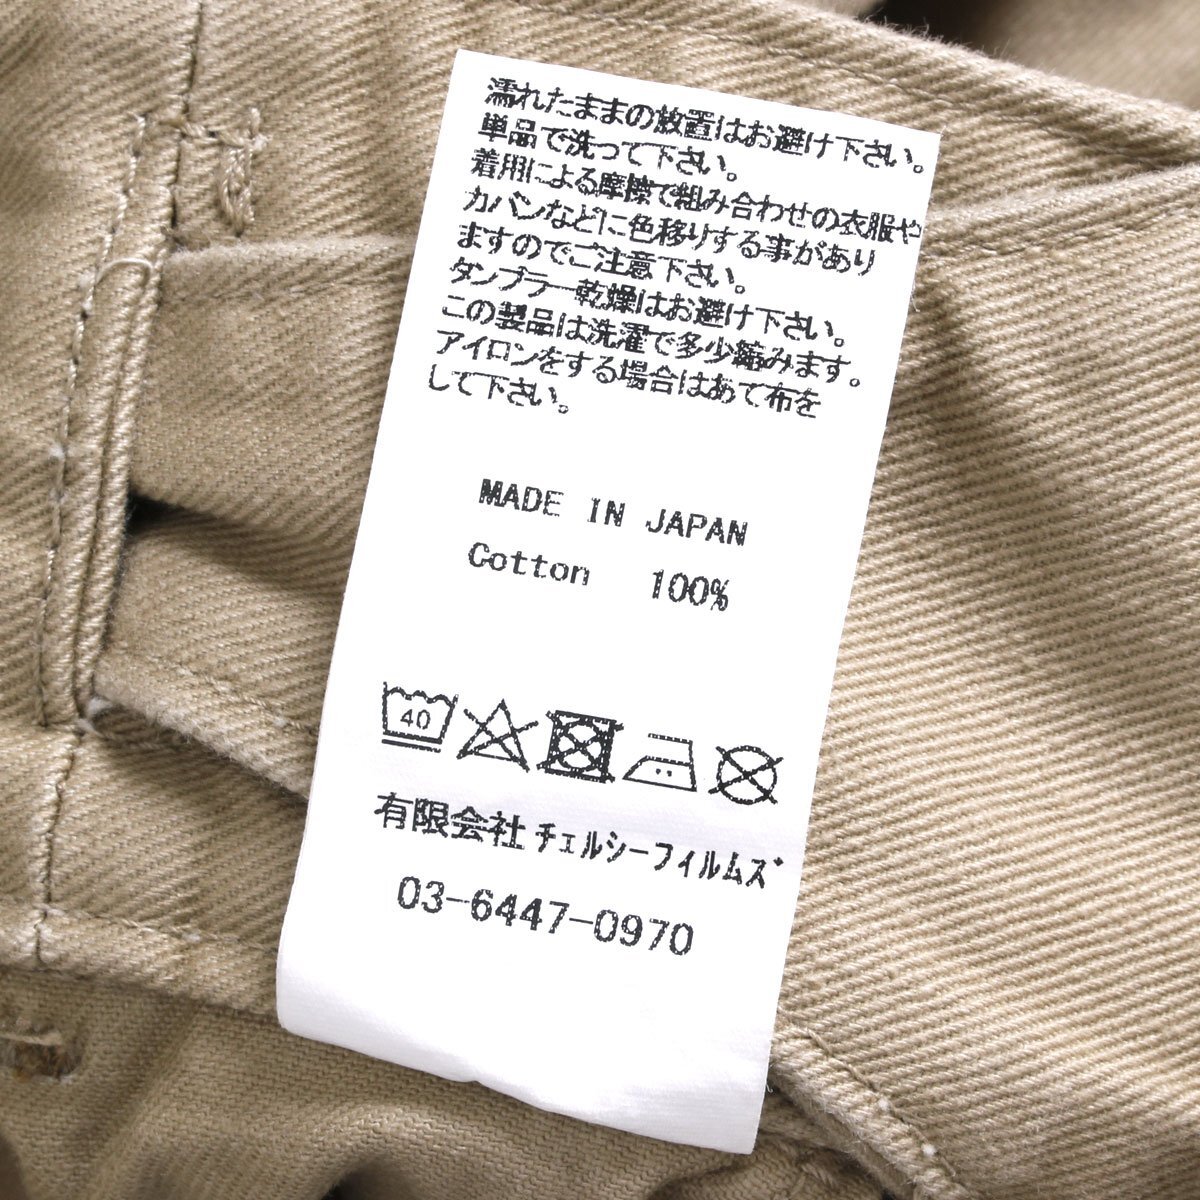 濡れたままの放置はお避け下さい。
単品で洗って下さい。
着用による摩擦で組み合わせの衣服や
カバンなどに色移りする事があり
ますのでご注意下さい。
タンブラー乾燥はお避け下さい。
この製品は洗濯で多少縮みます。
アイロンをする場合はあて布を
して下さい。
MADE IN JAPAN
Cotton 100%
40
有限会社チェルシーフィルムズ
03-6447-0970